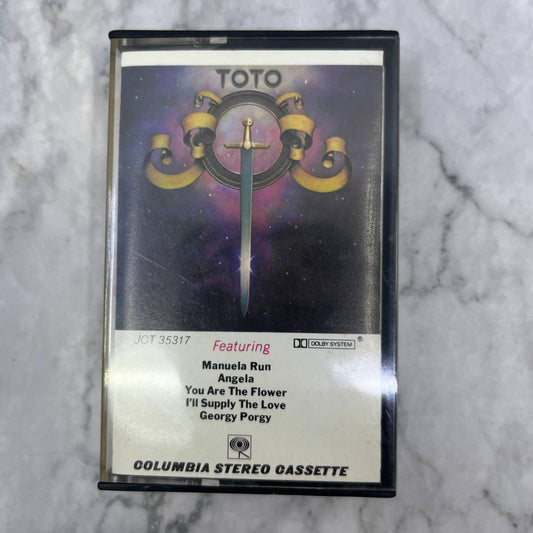 TOTO
JCT 35317 Featuring DOLBY SYSTEM ®
Manuela Run
Angela
You Are The Flower
I'll Supply The Love
Georgy Porgy
COLUMBIA STEREO CASSETTE